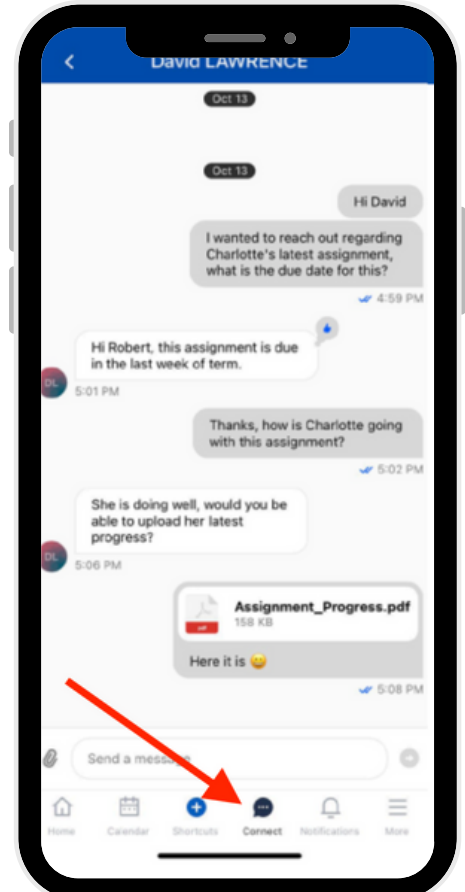 David LAWRENCE
Oct 13
Oct 13
Hi David
I wanted to reach out regarding
Charlotte's latest assignment,
what is the due date for this?
4:59 PM
Hi Robert, this assignment is due
in the last week of term.
DL
5:01 PM
Thanks, how is Charlotte going
with this assignment?
5:02 PM
She is doing well, would you be
able to upload her latest
progress?
DL
5:06 PM
Assignment_Progress.pdf
158 KB
pdf
Here it is 😄
5:08 PM
Send a message
Home Calendar Shortcuts Connect Notifications More